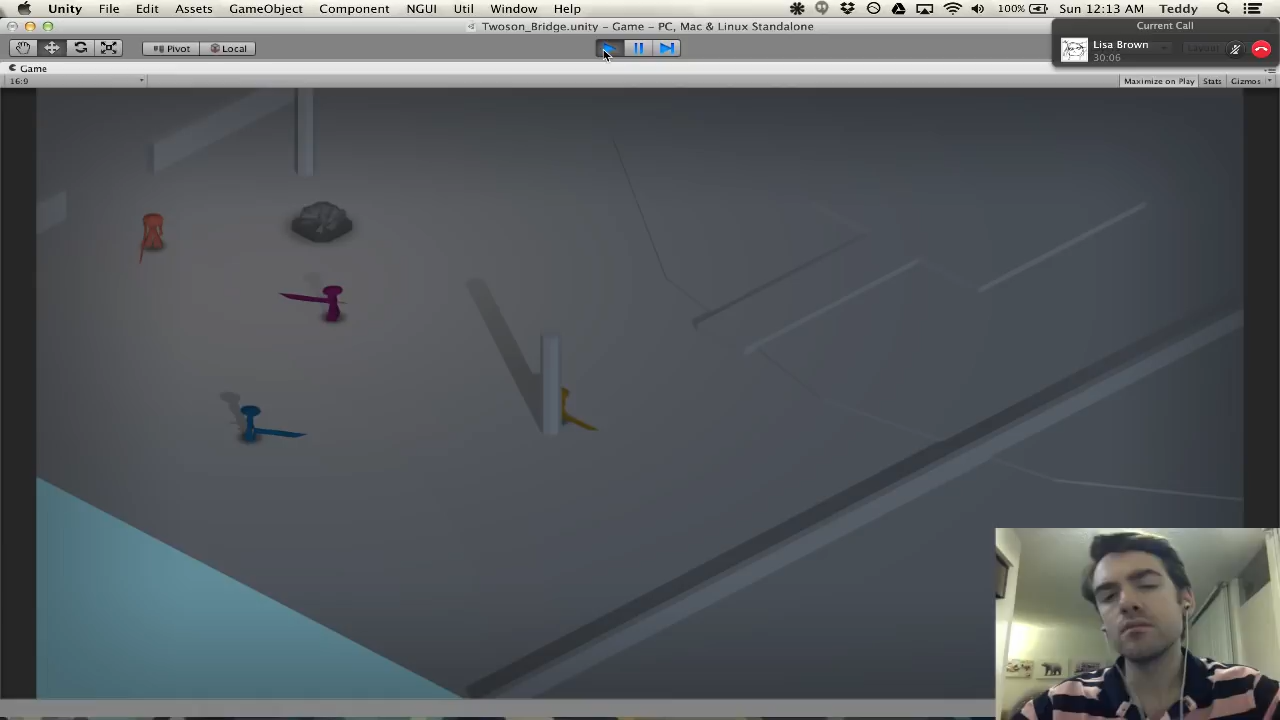 Unity File Edit Assets GameObject Component NGUI Util Window Help 100% Sun 12:13 AM Teddy
Twoson_Bridge.unity - Game - PC, Mac & Linux Standalone
Current Call
Pivot Local
Lisa Brown
30:06
Game
16:9 Maximize on Play Stats Gizmos